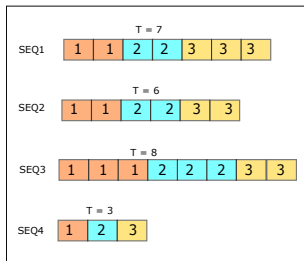 T = 7
SEQ1 1 1 2 2 3 3 3
T = 6
SEQ2 1 1 2 2 3 3
T = 8
SEQ3 1 1 1 2 2 2 3 3
T = 3
SEQ4 1 2 3